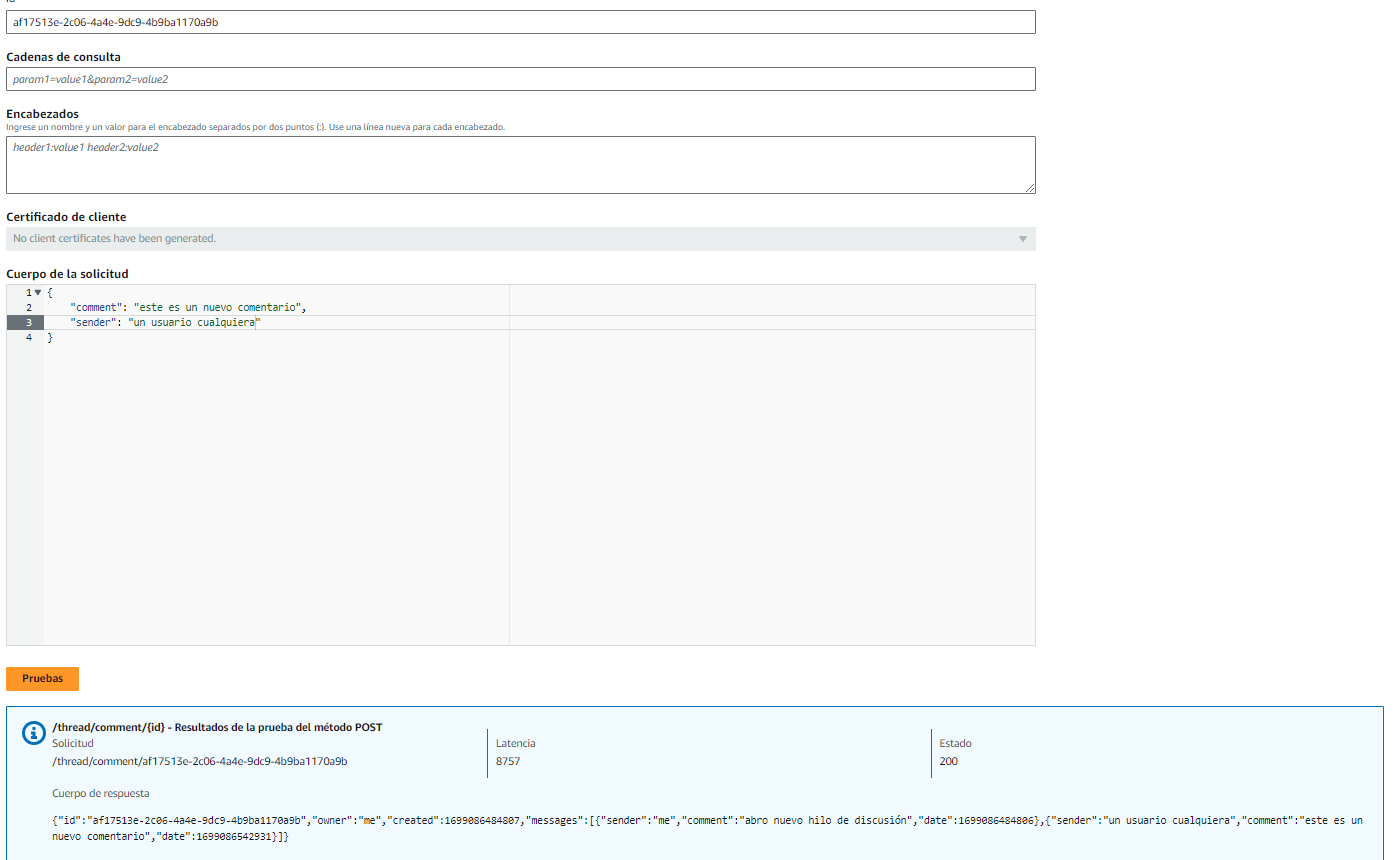 af17513e-2c06-4a4e-9dc9-4b9ba1170a9b
Cadenas de consulta
param1=value1&param2=value2
Encabezados
Ingrese un nombre y un valor para el encabezado separados por dos puntos (:). Use una línea nueva para cada encabezado.
header1:value1 header2:value2
Certificado de cliente
No client certificates have been generated.
Cuerpo de la solicitud
1 {
2 "comment": "este es un nuevo comentario",
3 "sender": "un usuario cualquiera"
4 }
Pruebas
/thread/comment/{id} - Resultados de la prueba del método POST
Solicitud
/thread/comment/af17513e-2c06-4a4e-9dc9-4b9ba1170a9b
Latencia
8757
Estado
200
Cuerpo de respuesta
{"id":"af17513e-2c06-4a4e-9dc9-4b9ba1170a9b","owner":"me","created":1699086484807,"messages":[{"sender":"me","comment":"abro nuevo hilo de discusión","date":1699086484806},{"sender":"un usuario cualquiera","comment":"este es un
nuevo comentario","date":1699086542931}]}